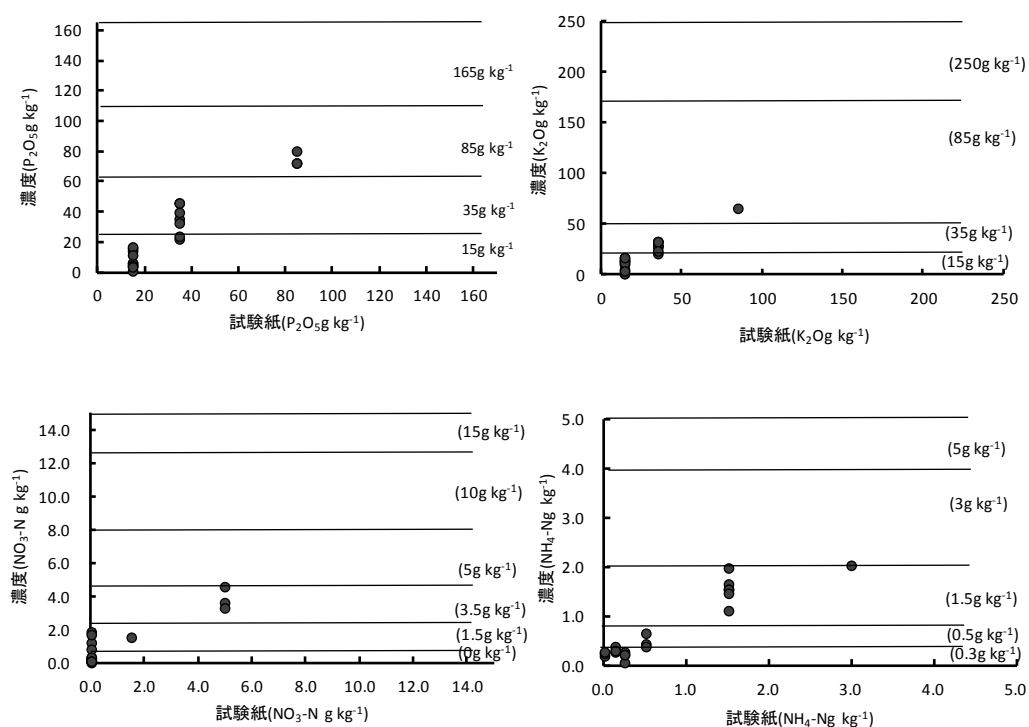 160
140
120
100
80
60
40
20
0
濃度(P₂O₅g kg⁻¹)
165g kg⁻¹
85g kg⁻¹
35g kg⁻¹
15g kg⁻¹
0 20 40 60 80 100 120 140 160
試験紙(P₂O₅g kg⁻¹)
250
200
150
100
50
0
濃度(K₂Og kg⁻¹)
(250g kg⁻¹)
(85g kg⁻¹)
(35g kg⁻¹)
(15g kg⁻¹)
0 50 100 150 200 250
試験紙(K₂Og kg⁻¹)
14.0
12.0
10.0
8.0
6.0
4.0
2.0
0.0
濃度(NO₃-N g kg⁻¹)
(15g kg⁻¹)
(10g kg⁻¹)
(5g kg⁻¹)
(3.5g kg⁻¹)
(1.5g kg⁻¹)
(0g kg⁻¹)
0.0 2.0 4.0 6.0 8.0 10.0 12.0 14.0
試験紙(NO₃-N g kg⁻¹)
5.0
4.0
3.0
2.0
1.0
0.0
濃度(NH₄-Ng kg⁻¹)
(5g kg⁻¹)
(3g kg⁻¹)
(1.5g kg⁻¹)
(0.5g kg⁻¹)
(0.3g kg⁻¹)
0.0 1.0 2.0 3.0 4.0 5.0
試験紙(NH₄-Ng kg⁻¹)